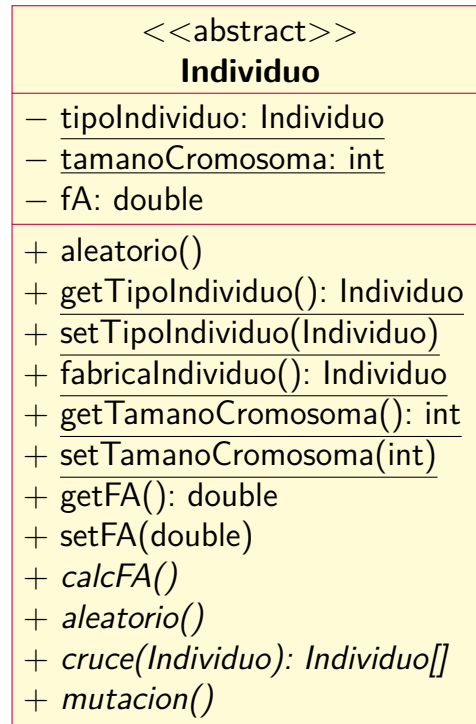 <<abstract>>
Individuo
− tipoIndividuo: Individuo
− tamanoCromosoma: int
− fA: double
+ aleatorio()
+ getTipoIndividuo(): Individuo
+ setTipoIndividuo(Individuo)
+ fabricaIndividuo(): Individuo
+ getTamanoCromosoma(): int
+ setTamanoCromosoma(int)
+ getFA(): double
+ setFA(double)
+ calcFA()
+ aleatorio()
+ cruce(Individuo): Individuo[]
+ mutacion()